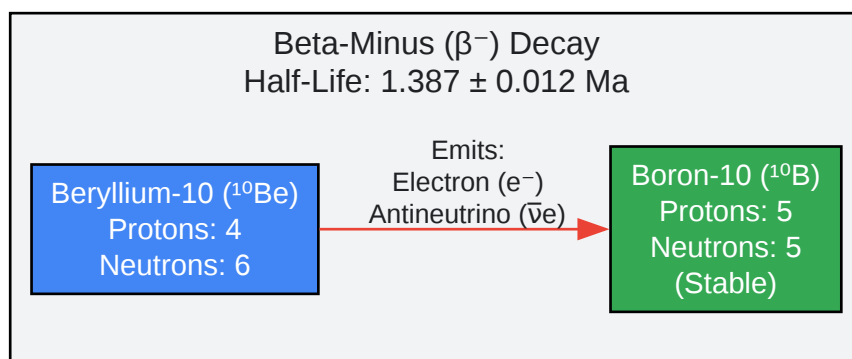 Beta-Minus (β⁻) Decay
Half-Life: 1.387 ± 0.012 Ma
Beryllium-10 (¹⁰Be)
Protons: 4
Neutrons: 6
Emits:
Electron (e⁻)
Antineutrino (ν̅e)
Boron-10 (¹⁰B)
Protons: 5
Neutrons: 5
(Stable)